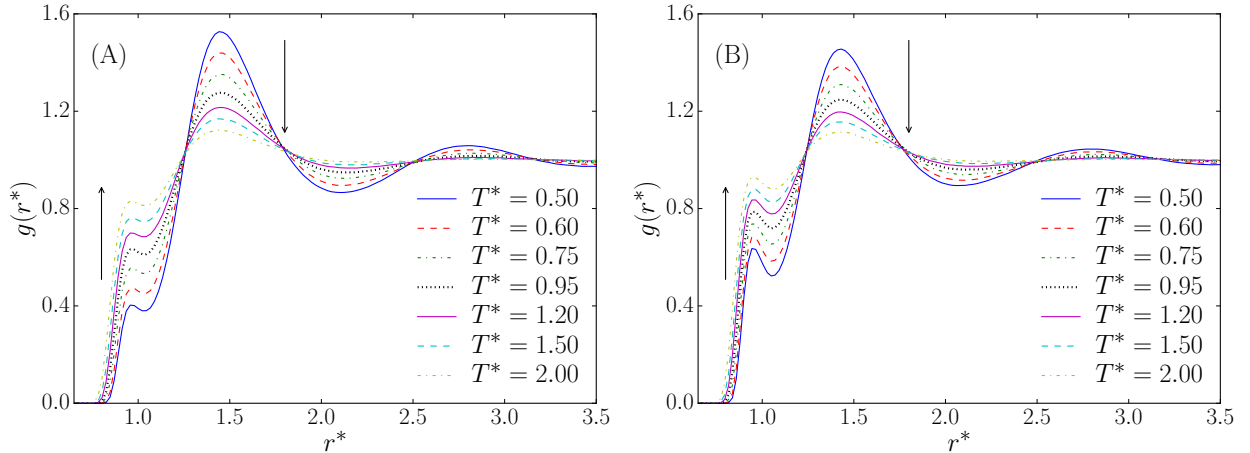 (A)
1.6
1.2
0.8
0.4
0.0
g(r*)
T* = 0.50
T* = 0.60
T* = 0.75
T* = 0.95
T* = 1.20
T* = 1.50
T* = 2.00
1.0 1.5 2.0 2.5 3.0 3.5
r*
(B)
1.6
1.2
0.8
0.4
0.0
g(r*)
T* = 0.50
T* = 0.60
T* = 0.75
T* = 0.95
T* = 1.20
T* = 1.50
T* = 2.00
1.0 1.5 2.0 2.5 3.0 3.5
r*